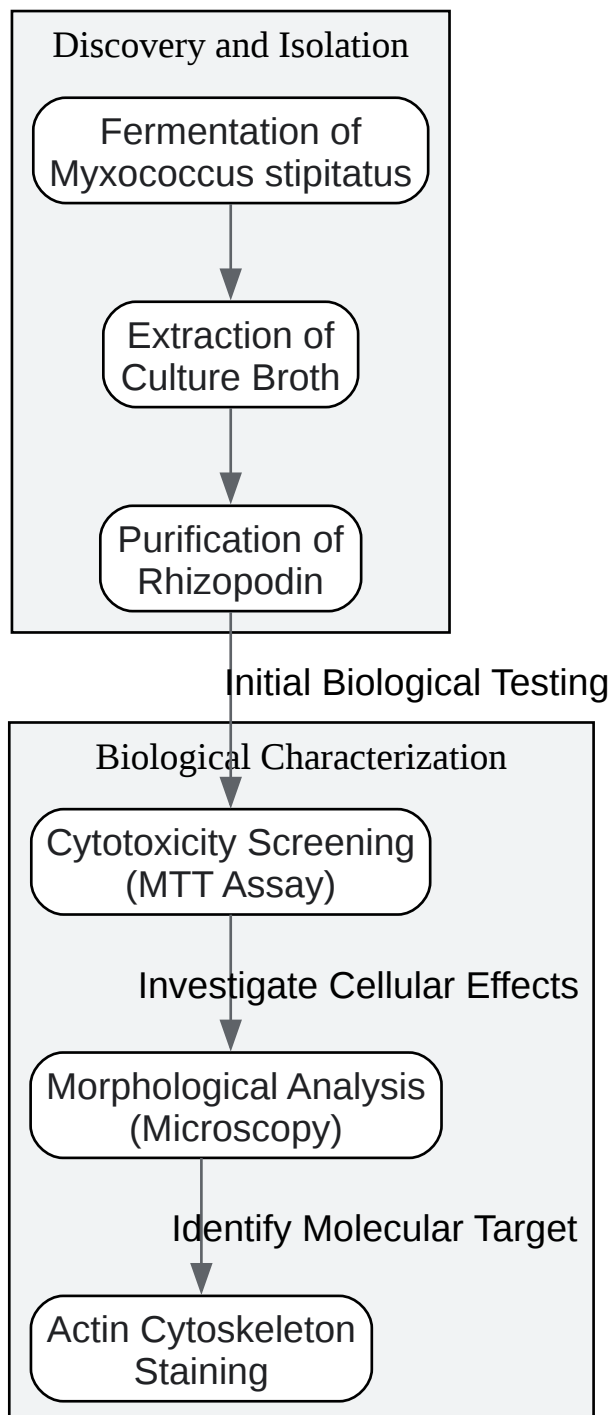 Discovery and Isolation
Fermentation of
Myxococcus stipitatus
Extraction of
Culture Broth
Purification of
Rhizopodin
Initial Biological Testing
Biological Characterization
Cytotoxicity Screening
(MTT Assay)
Investigate Cellular Effects
Morphological Analysis
(Microscopy)
Identify Molecular Target
Actin Cytoskeleton
Staining